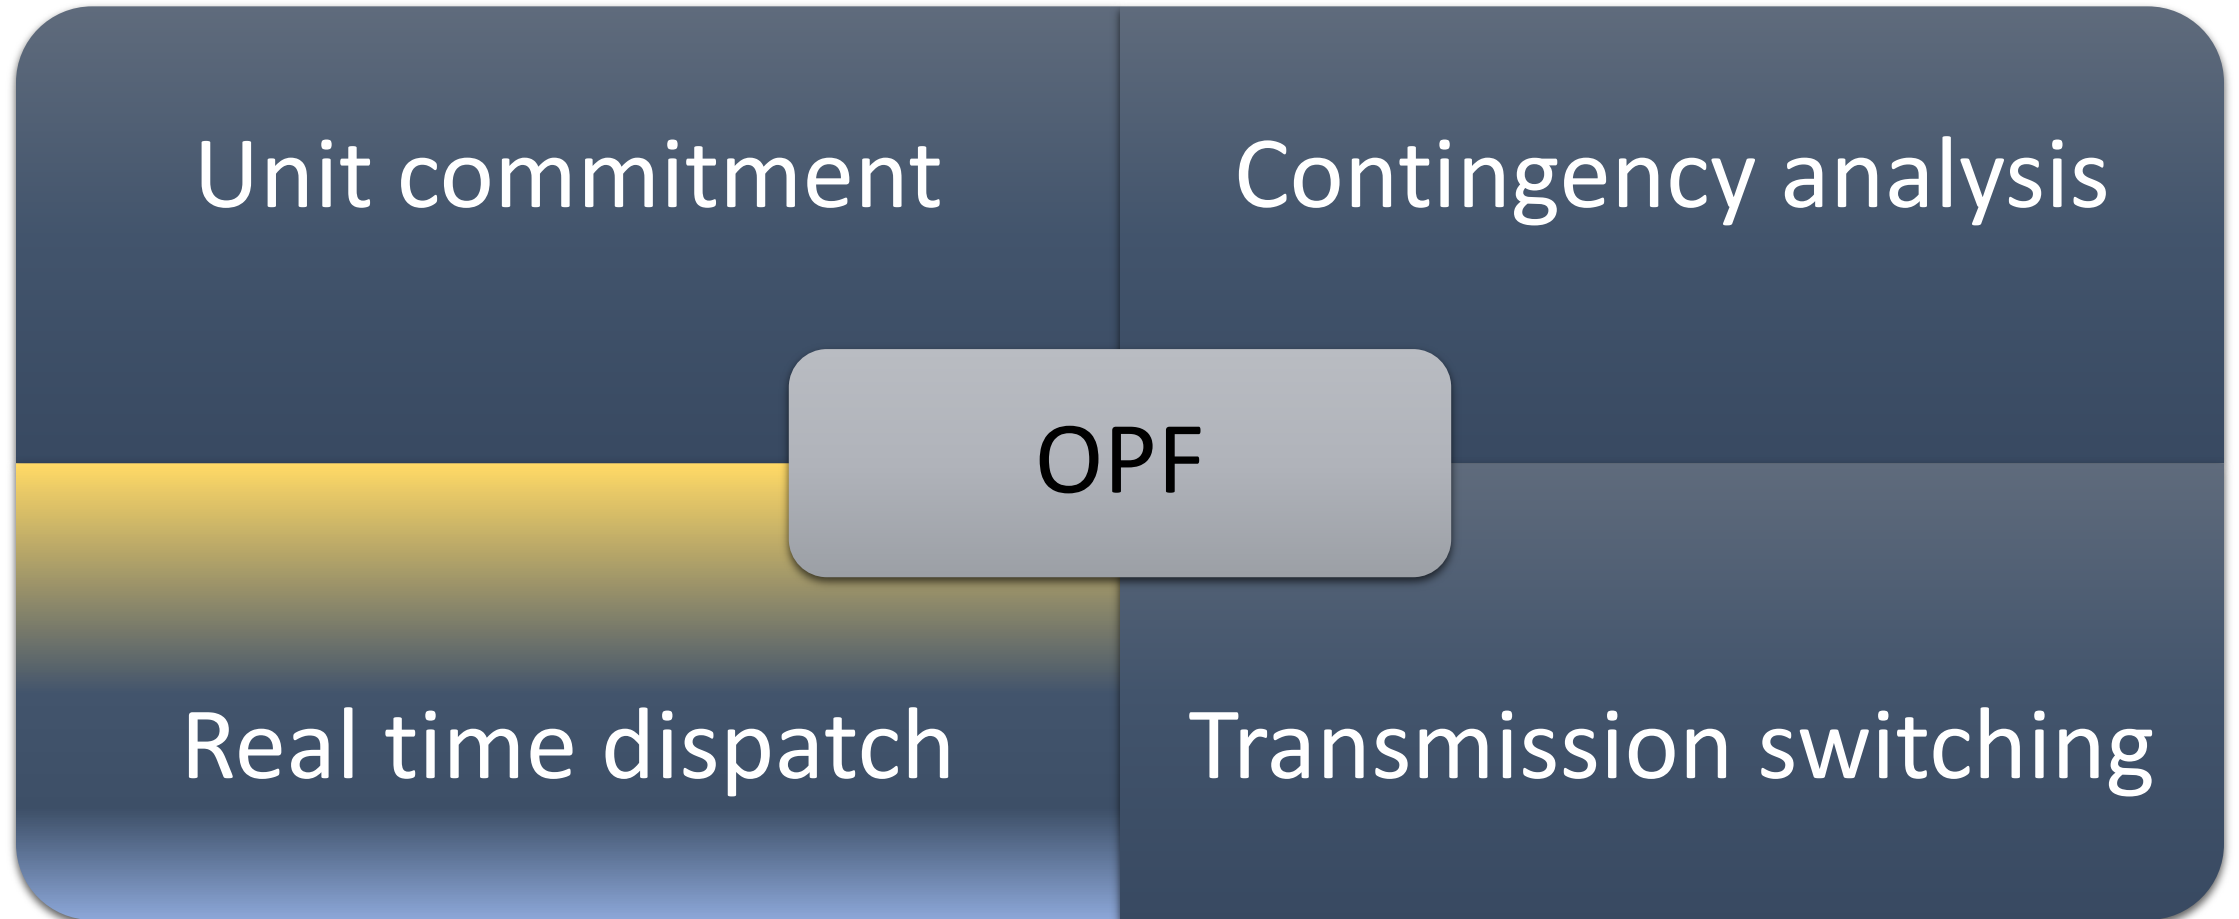 Unit commitment
Contingency analysis
OPF
Real time dispatch
Transmission switching